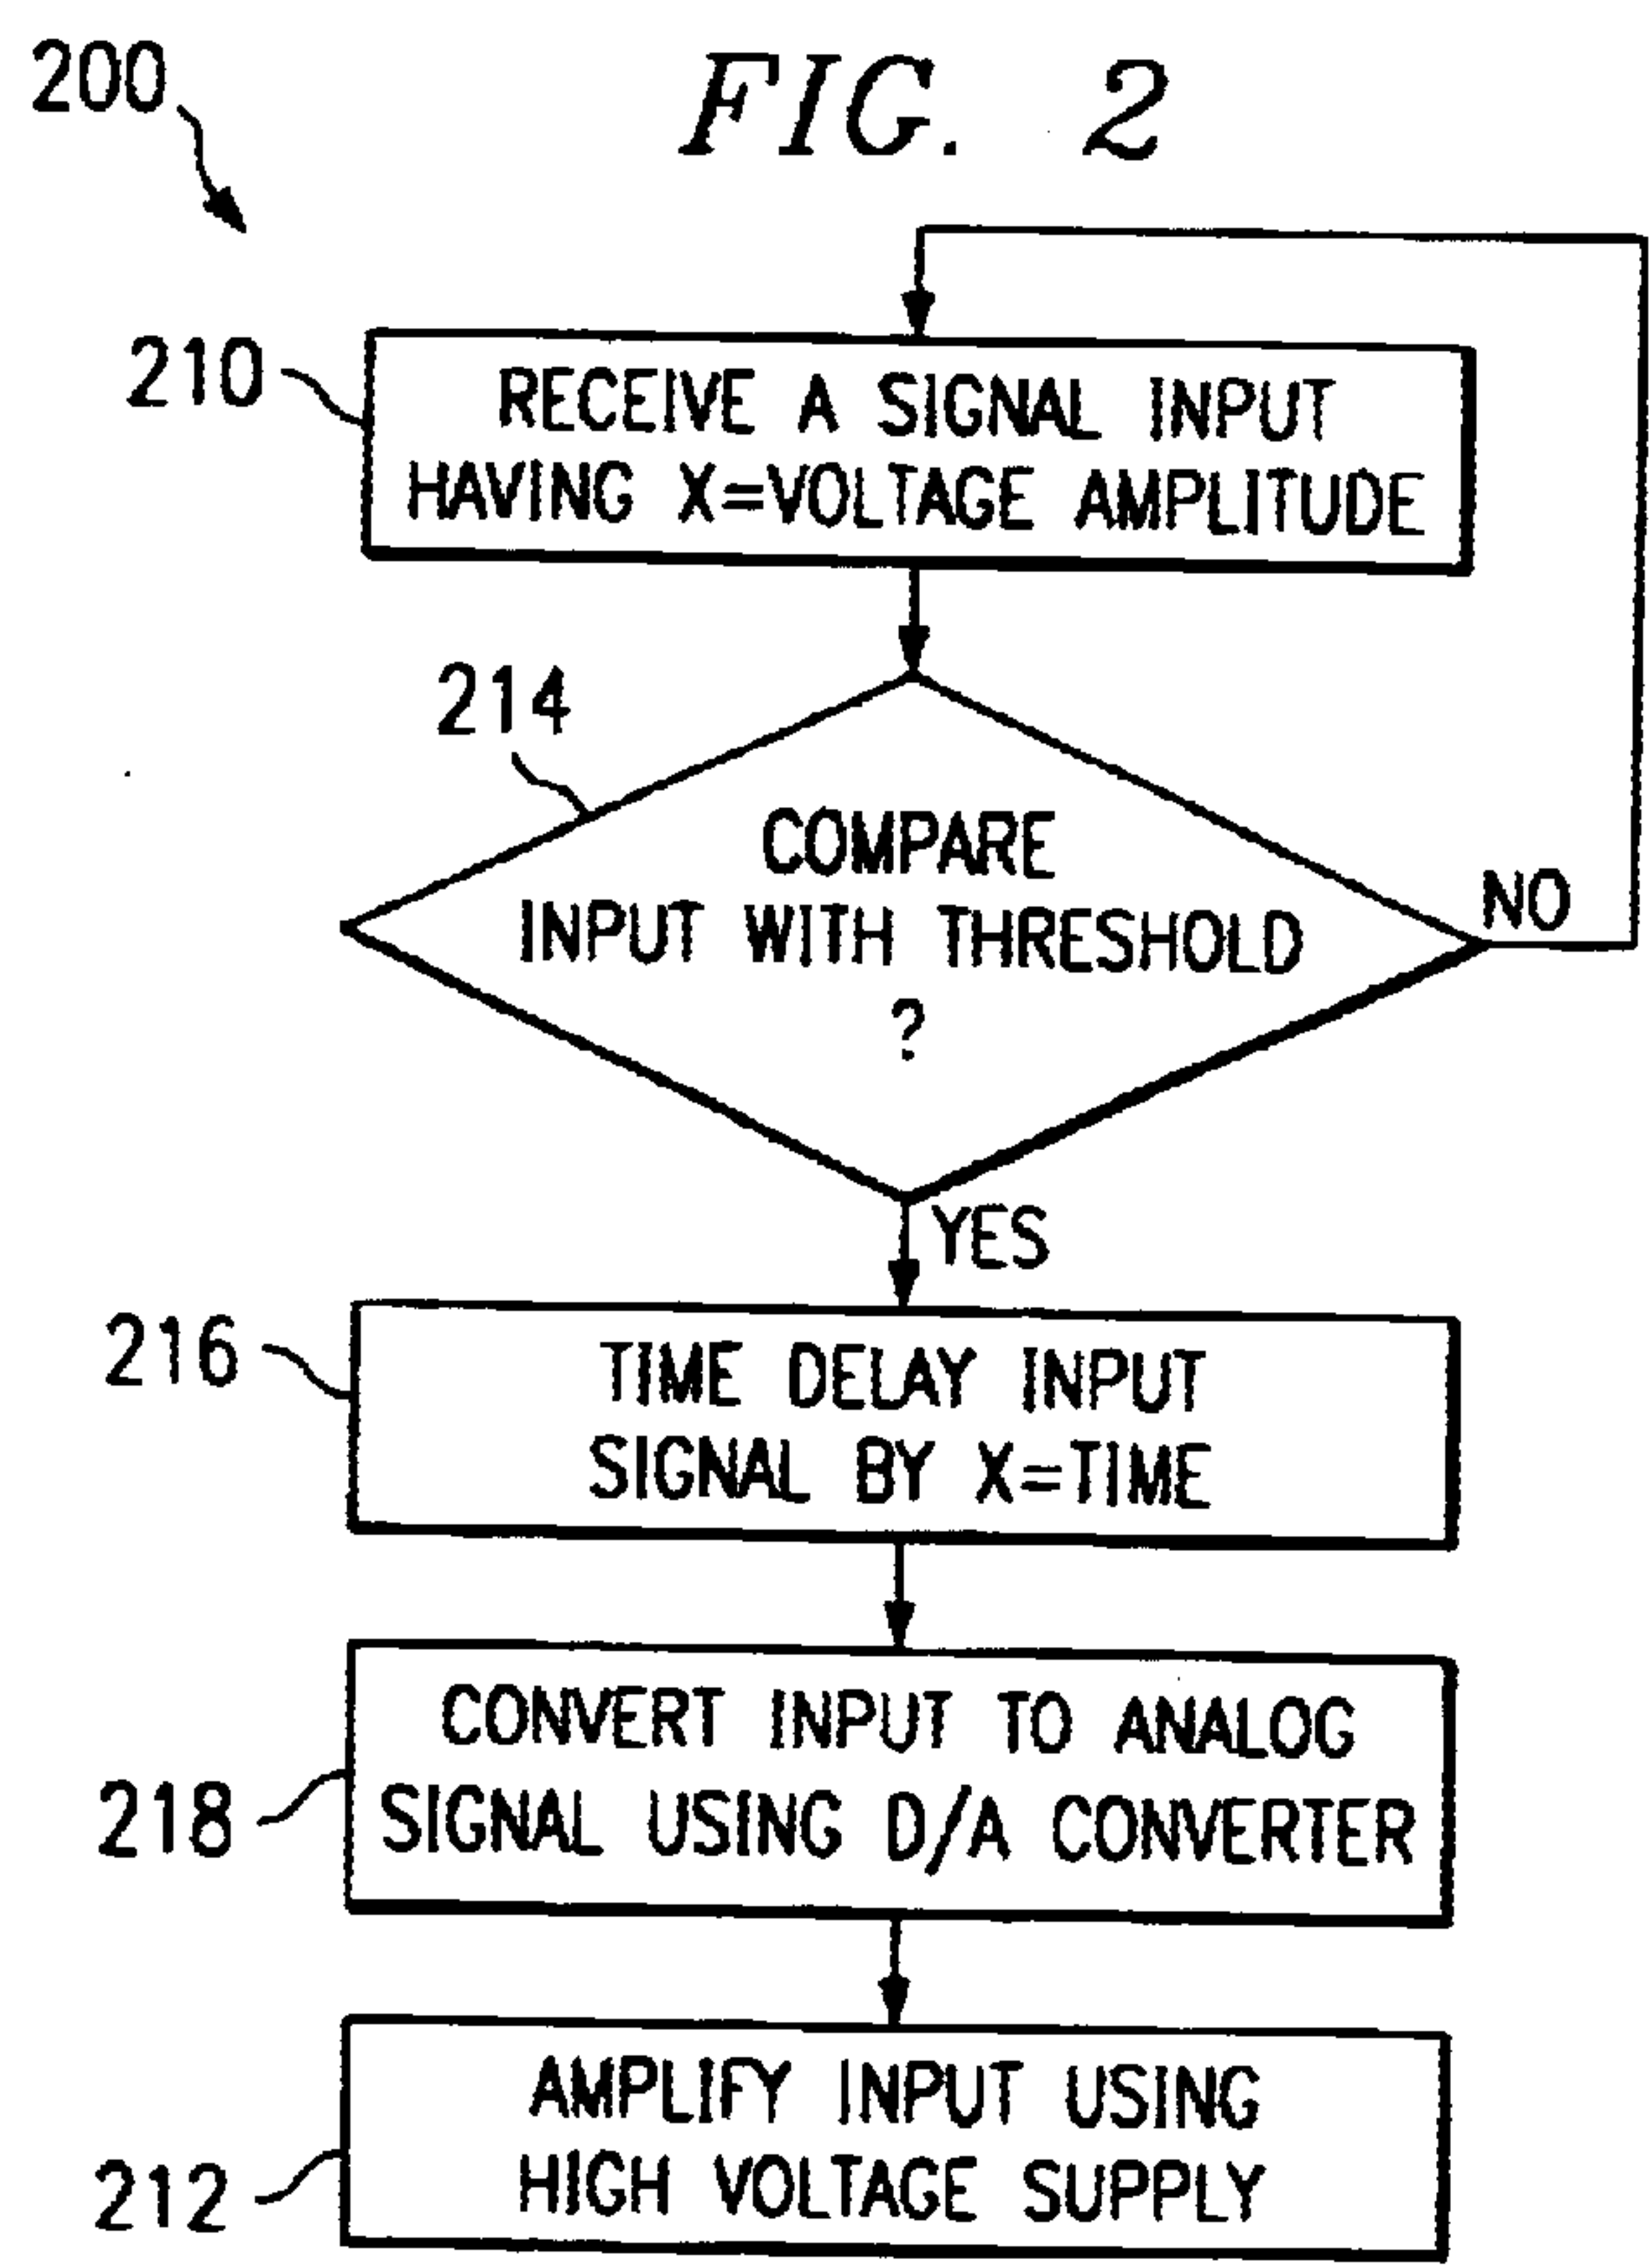 200
FIG. 2
210
RECEIVE A SIGNAL INPUT
HAVING X=VOLTAGE AMPLITUDE
214
COMPARE
INPUT WITH THRESHOLD
?
NO
YES
216
TIME DELAY INPUT
SIGNAL BY X=TIME
218
CONVERT INPUT TO ANALOG
SIGNAL USING D/A CONVERTER
212
AMPLIFY INPUT USING
HIGH VOLTAGE SUPPLY